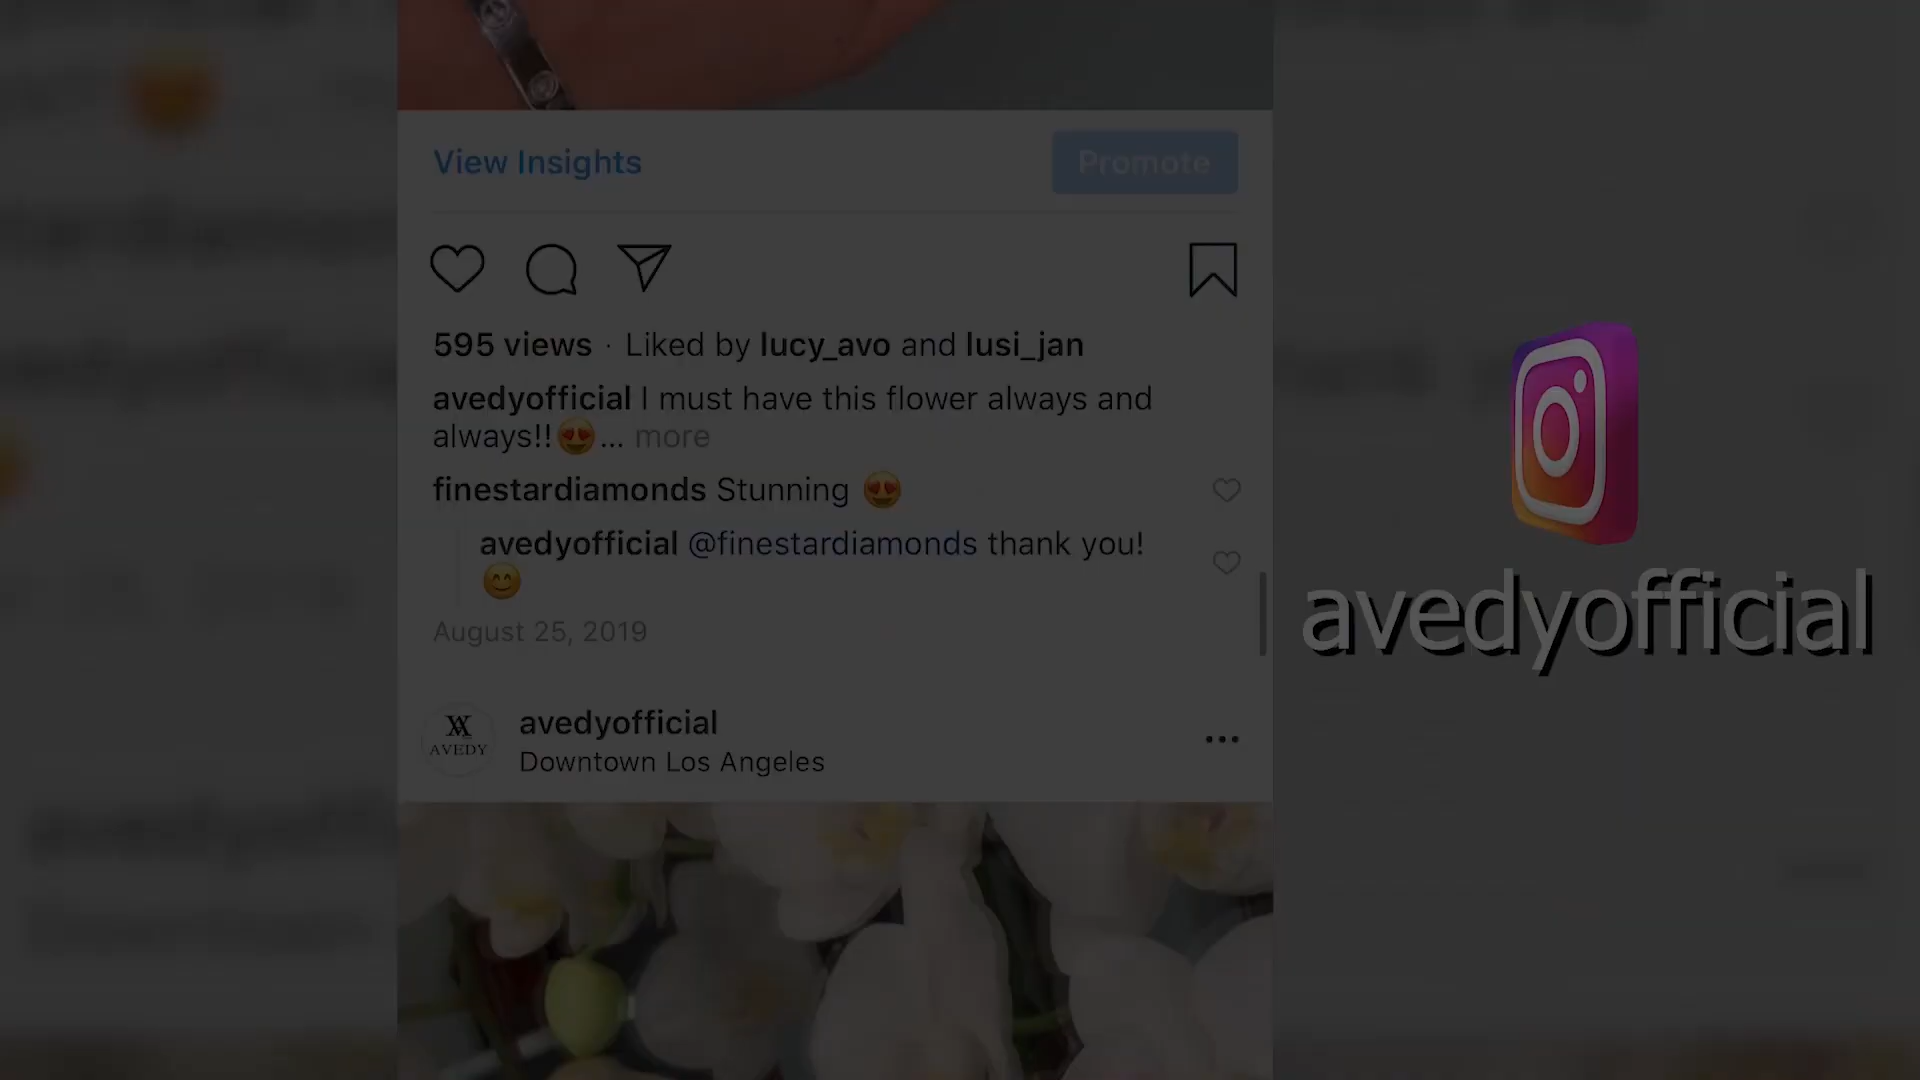 View Insights
Promote
595 views · Liked by lucy_avo and lusi_jan
avedyofficial I must have this flower always and
always!!😍... more
finestardiamonds Stunning 😍
avedyofficial @finestardiamonds thank you!
😊
August 25, 2019
AVEDY
avedyofficial
Downtown Los Angeles
avedyofficial